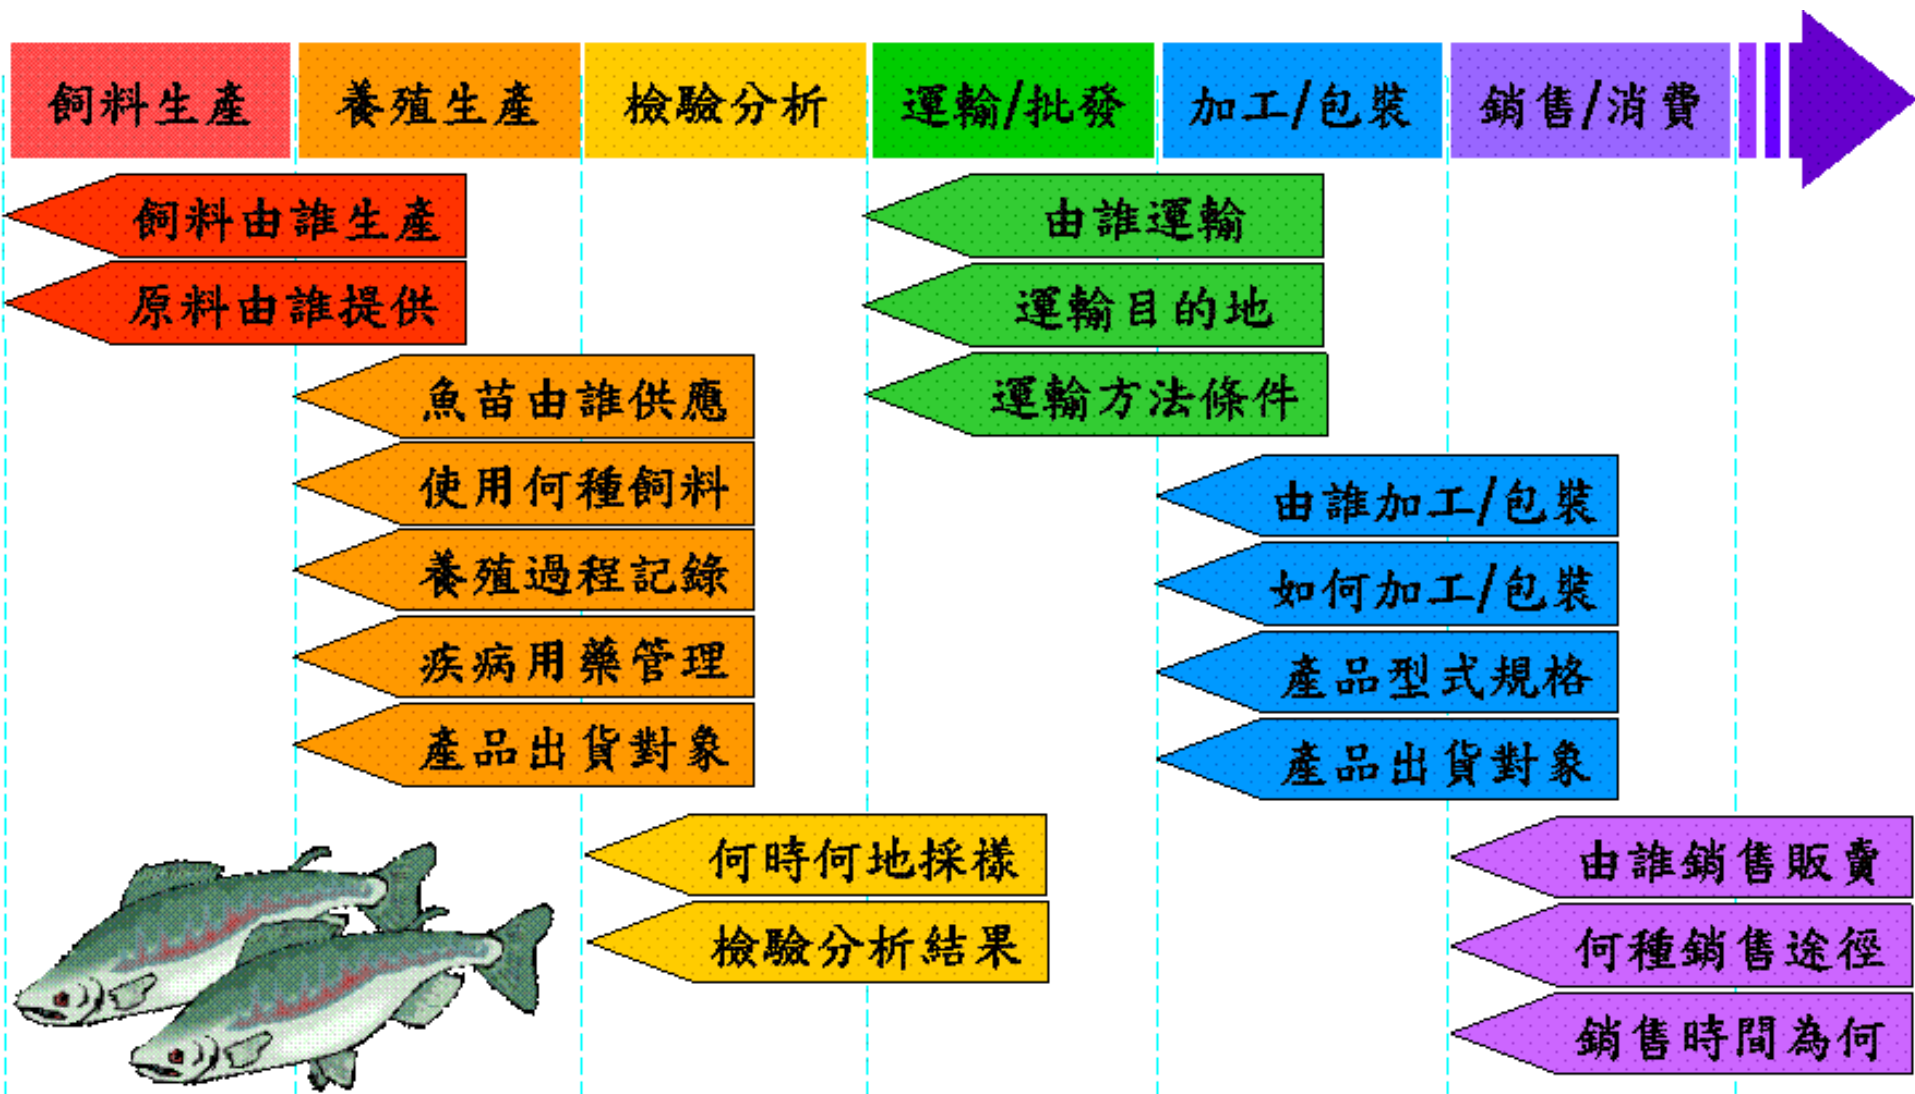 飼料生產
養殖生產
檢驗分析
運輸/批發
加工/包裝
銷售/消費
飼料由誰生產
原料由誰提供
魚苗由誰供應
使用何種飼料
養殖過程記錄
疾病用藥管理
產品出貨對象
何時何地採樣
檢驗分析結果
由誰運輸
運輸目的地
運輸方法條件
由誰加工/包裝
如何加工/包裝
產品型式規格
產品出貨對象
由誰銷售販賣
何種銷售途徑
銷售時間為何